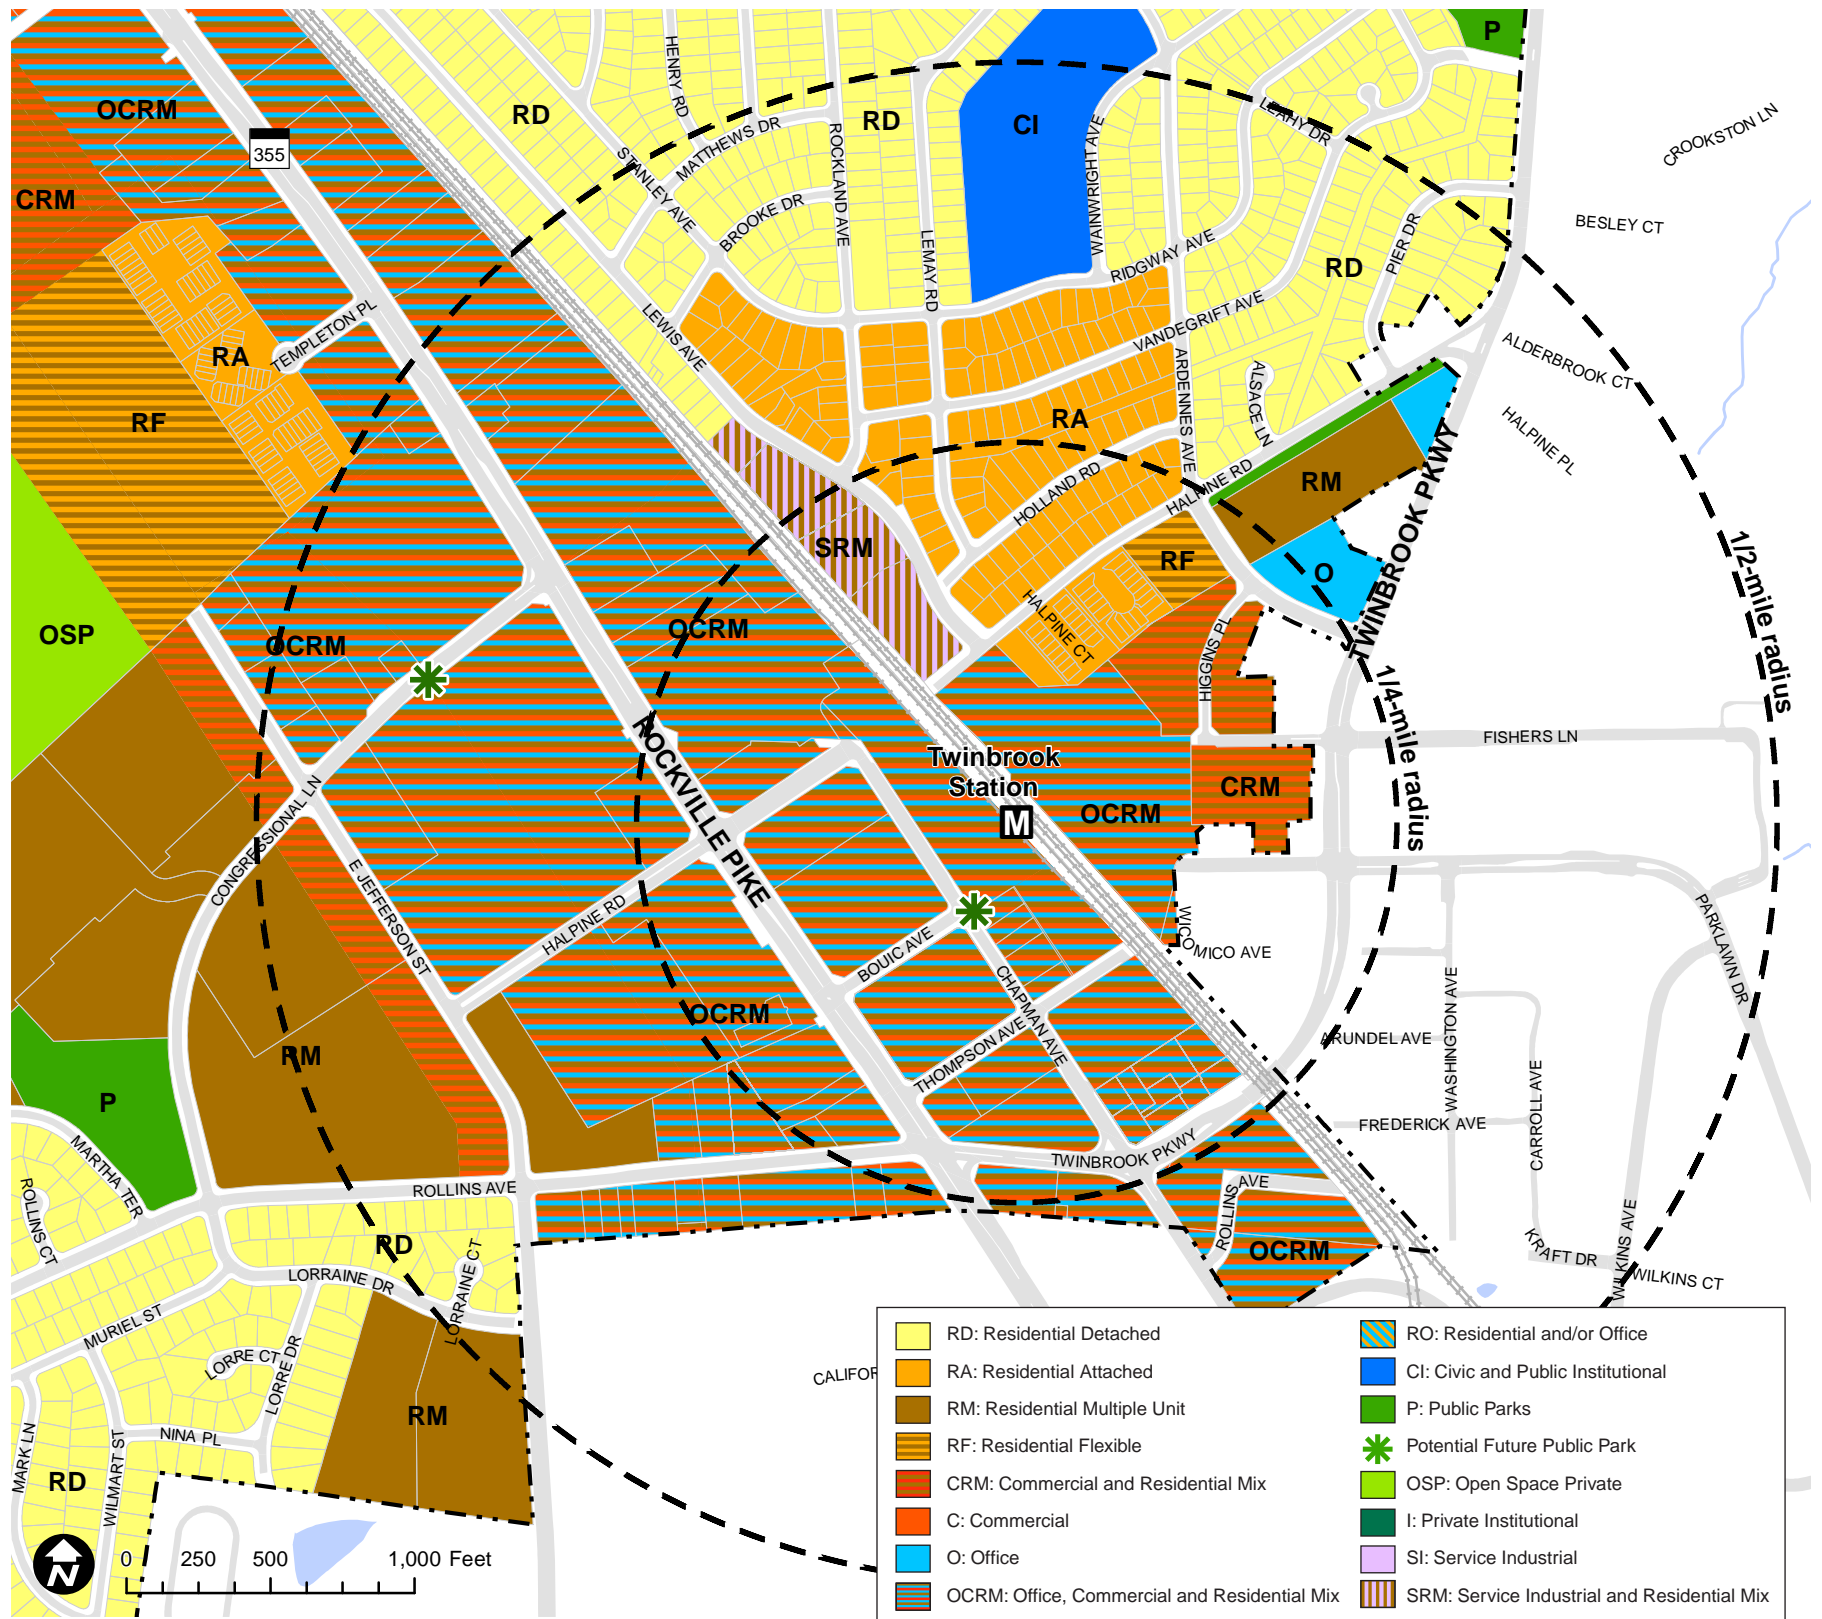 P
OCRM
RD
HENRY RD
RD
CI
LEAHY DR
CROOKSTON LN
355
MATTHEWS DR
ROCKLAND AVE
WAINWRIGHT AVE
STANLEY AVE
CRM
BROOKE DR
LEMAY RD
RIDGWAY AVE
RD
PIER DR
BESLEY CT
TEMPLETON PL
LEWIS AVE
VANDEGRIFT AVE
RA
ARDENNES AVE
ALSACE LN
ALDERBROOK CT
RF
RA
HALPINE PL
HOLLAND RD
HALPINE RD
RM
TWINBROOK PKWY
1/2-mile radius
SRM
RF
O
OSP
OCRM
OCRM
HALPINE CT
HIGGINS PL
1/4-mile radius
ROCKVILLE PIKE
FISHERS LN
Twinbrook
Station
M
OCRM
CRM
CONGRESSIONAL LN
E JEFFERSON ST
HALPINE RD
BOUIC AVE
WICOMICO AVE
PARKLAWN DR
CHAPMAN AVE
OCRM
WASHINGTON AVE
RM
THOMPSON AVE
ARUNDEL AVE
P
CARROLL AVE
FREDERICK AVE
MARTHA TER
TWINBROOK PKWY
ROLLINS CT
ROLLINS AVE
ROLLINS AVE
RD
LORRAINE CT
OCRM
KRAFT DR
WILKINS AVE
WILKINS CT
LORRAINE DR
MURIEL ST
LORRE CT
LORRE DR
CALIFOR
RM
NINA PL
MARK LN
WILMART ST
RD
N
0 250 500 1,000 Feet
RD: Residential Detached
RA: Residential Attached
RM: Residential Multiple Unit
RF: Residential Flexible
CRM: Commercial and Residential Mix
C: Commercial
O: Office
OCRM: Office, Commercial and Residential Mix
RO: Residential and/or Office
CI: Civic and Public Institutional
P: Public Parks
Potential Future Public Park
OSP: Open Space Private
I: Private Institutional
SI: Service Industrial
SRM: Service Industrial and Residential Mix